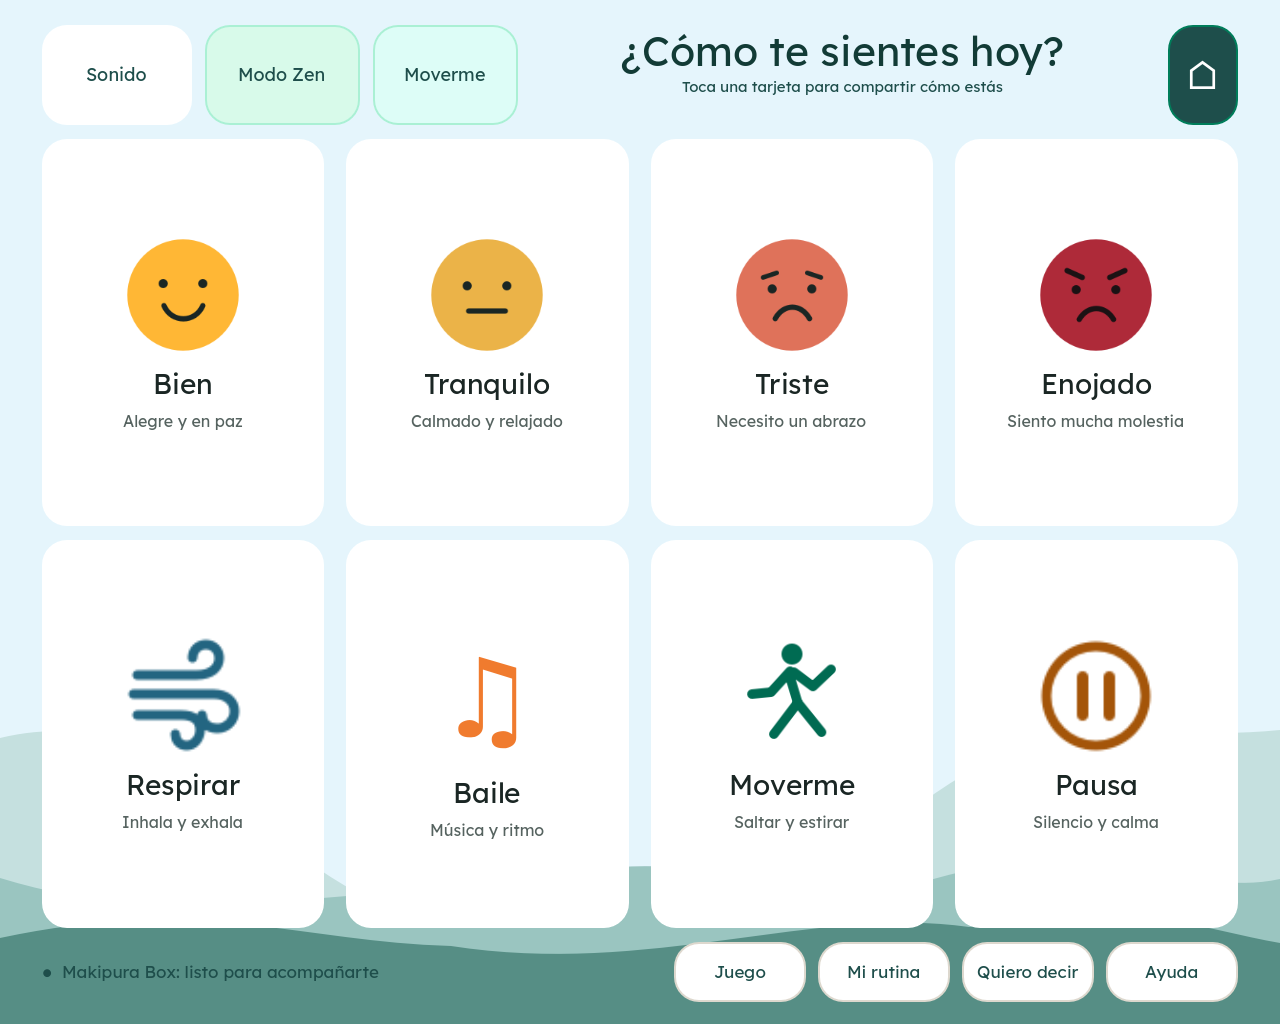 Sonido
Modo Zen
Moverme
¿Cómo te sientes hoy?
Toca una tarjeta para compartir cómo estás
Bien
Alegre y en paz
Tranquilo
Calmado y relajado
Triste
Necesito un abrazo
Enojado
Siento mucha molestia
Respirar
Inhala y exhala
Baile
Música y ritmo
Moverme
Saltar y estirar
Pausa
Silencio y calma
Makipura Box: listo para acompañarte
Juego
Mi rutina
Quiero decir
Ayuda